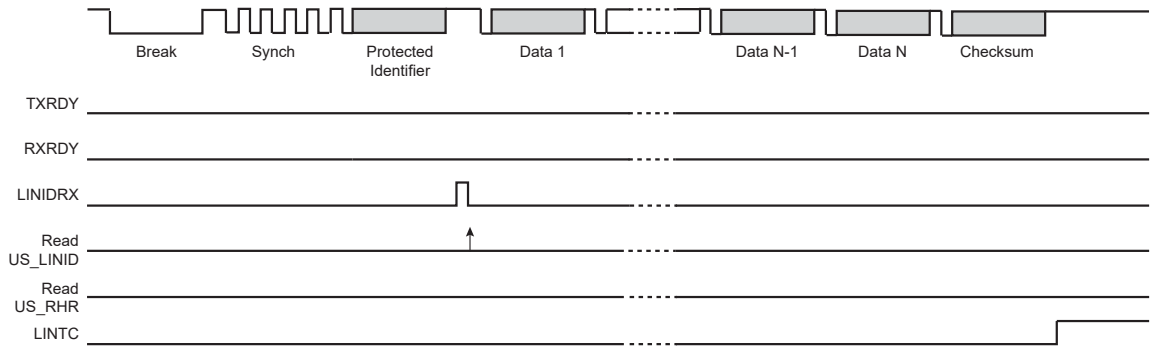 Break Synch Protected Data 1 Data N-1 Data N Checksum
Identifier
TXRDY
RXRDY
LINIDRX
Read
US_LINID
Read
US_RHR
LINTC